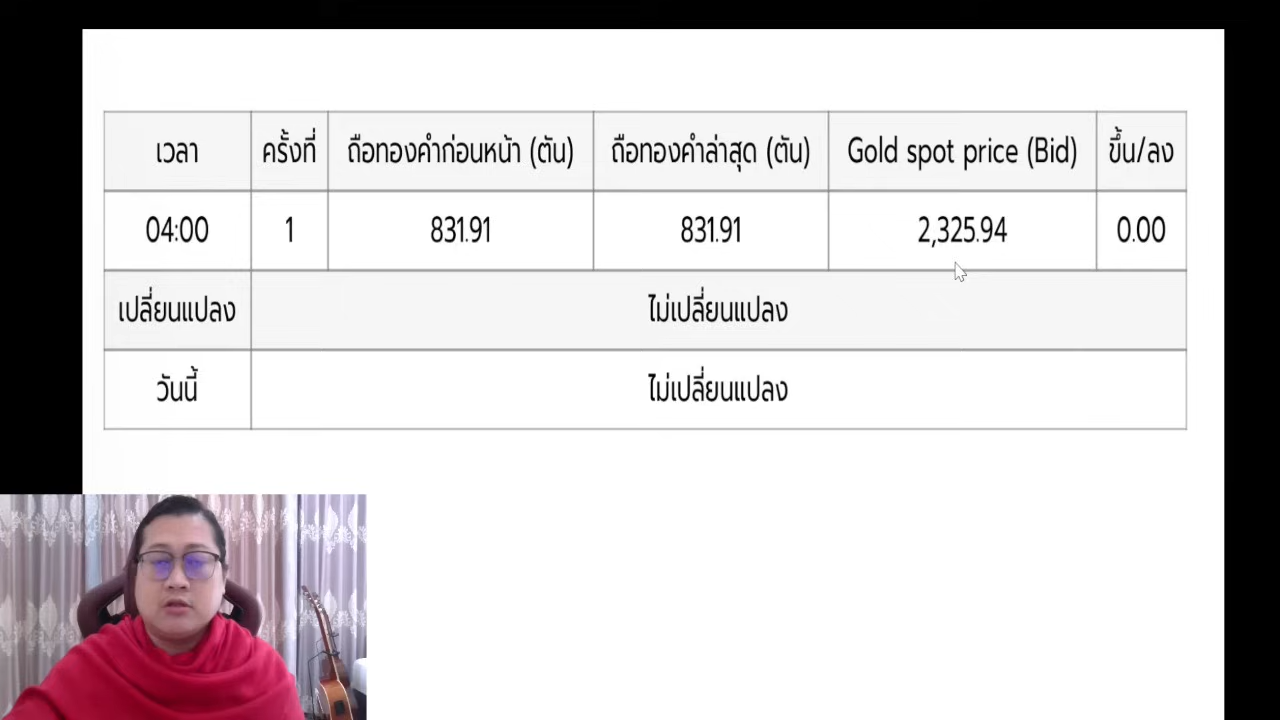 เวลา ครั้งที่ ถือทองคำก่อนหน้า (ตัน) ถือทองคำล่าสุด (ตัน) Gold spot price (Bid) ขึ้น/ลง
04:00 1 831.91 831.91 2,325.94 0.00
เปลี่ยนแปลง ไม่เปลี่ยนแปลง
วันนี้ ไม่เปลี่ยนแปลง